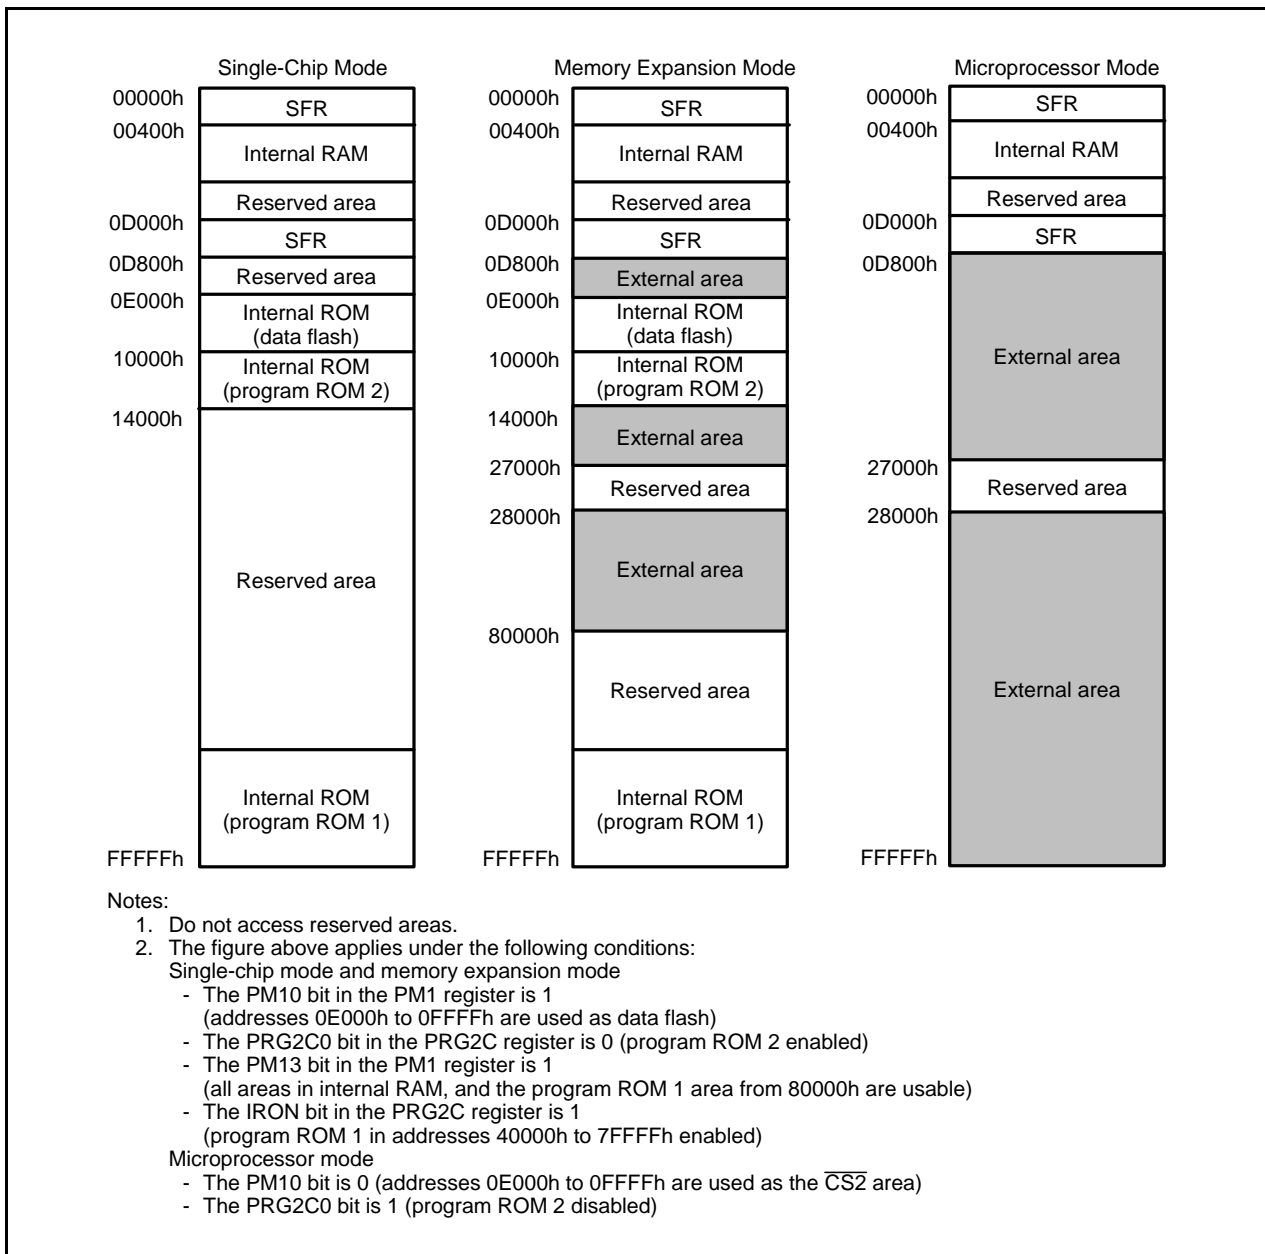 Single-Chip Mode
00000h
SFR
00400h
Internal RAM
Reserved area
0D000h
SFR
0D800h
Reserved area
0E000h
Internal ROM
(data flash)
10000h
Internal ROM
(program ROM 2)
14000h
Reserved area
Internal ROM
(program ROM 1)
FFFFFh
Memory Expansion Mode
00000h
SFR
00400h
Internal RAM
Reserved area
0D000h
SFR
0D800h
External area
0E000h
Internal ROM
(data flash)
10000h
Internal ROM
(program ROM 2)
14000h
External area
27000h
Reserved area
28000h
External area
80000h
Reserved area
Internal ROM
(program ROM 1)
FFFFFh
Microprocessor Mode
00000h
SFR
00400h
Internal RAM
Reserved area
0D000h
SFR
0D800h
External area
27000h
Reserved area
28000h
External area
FFFFFh
Notes:
1. Do not access reserved areas.
2. The figure above applies under the following conditions:
Single-chip mode and memory expansion mode
- The PM10 bit in the PM1 register is 1
(addresses 0E000h to 0FFFFh are used as data flash)
- The PRG2C0 bit in the PRG2C register is 0 (program ROM 2 enabled)
- The PM13 bit in the PM1 register is 1
(all areas in internal RAM, and the program ROM 1 area from 80000h are usable)
- The IRON bit in the PRG2C register is 1
(program ROM 1 in addresses 40000h to 7FFFFh enabled)
Microprocessor mode
- The PM10 bit is 0 (addresses 0E000h to 0FFFFh are used as the C̅S̅2̅ area)
- The PRG2C0 bit is 1 (program ROM 2 disabled)